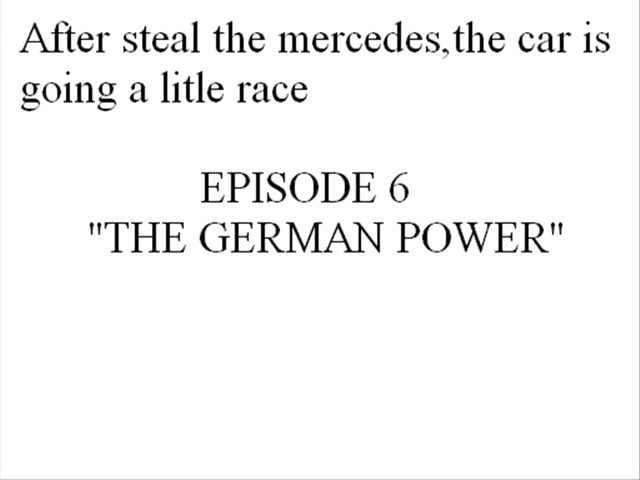 After steal the mercedes,the car is
going a litle race
EPISODE 6
"THE GERMAN POWER"